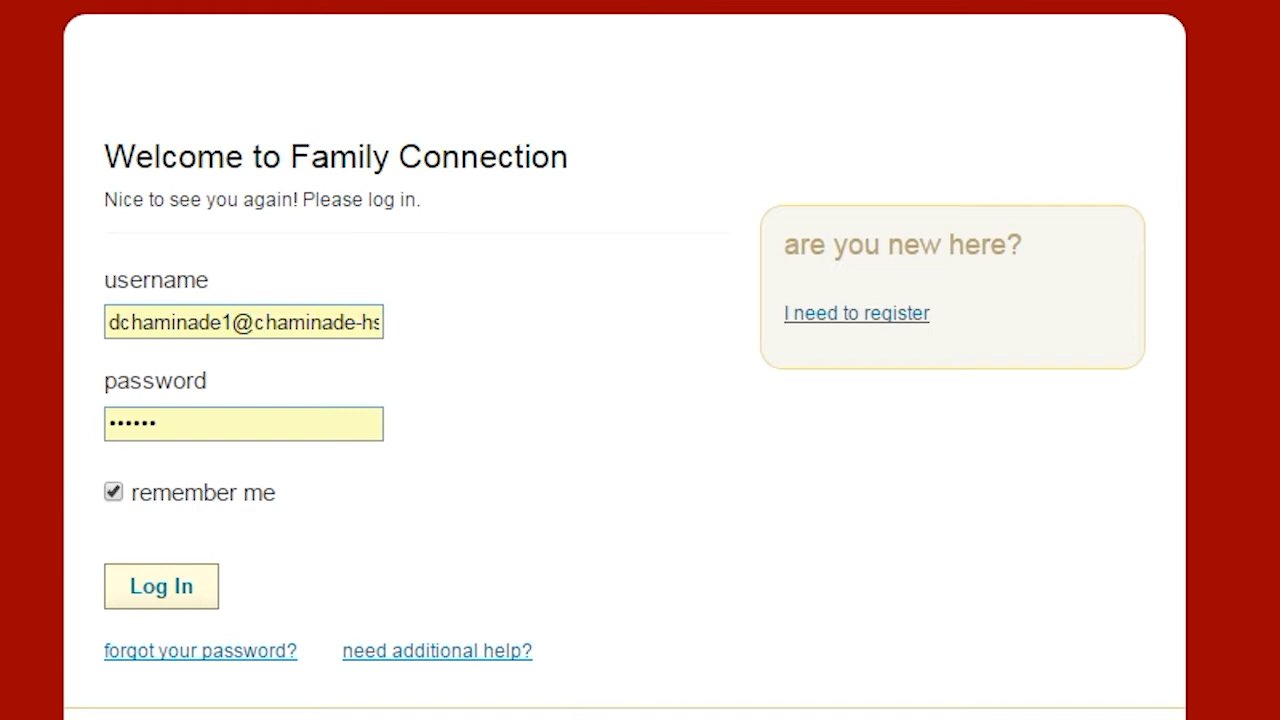 Welcome to Family Connection
Nice to see you again! Please log in.
are you new here?
username
dchaminade1@chaminade-hs
I need to register
password
••••••
remember me
Log In
forgot your password? need additional help?